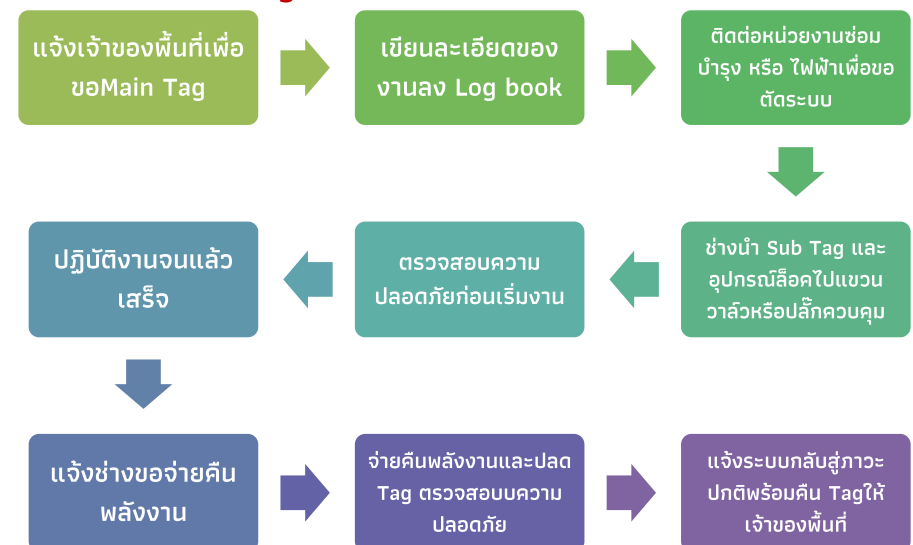 แจ้งเจ้าของพื้นที่เพื่อ
ขอMain Tag
เขียนละเอียดของ
งานลง Log book
ติดต่อหน่วยงานซ่อม
บำรุง หรือ ไฟฟ้าเพื่อขอ
ตัดระบบ
ช่างนำ Sub Tag และ
อุปกรณ์ล็อคไปแขวน
วาล์วหรือปลั๊กควบคุม
ตรวจสอบความ
ปลอดภัยก่อนเริ่มงาน
ปฏิบัติงานจนแล้ว
เสร็จ
แจ้งช่างขอจ่ายคืน
พลังงาน
จ่ายคืนพลังงานและปลด
Tag ตรวจสอบบความ
ปลอดภัย
แจ้งระบบกลับสู่ภาวะ
ปกติพร้อมคืน Tagให้
เจ้าของพื้นที่